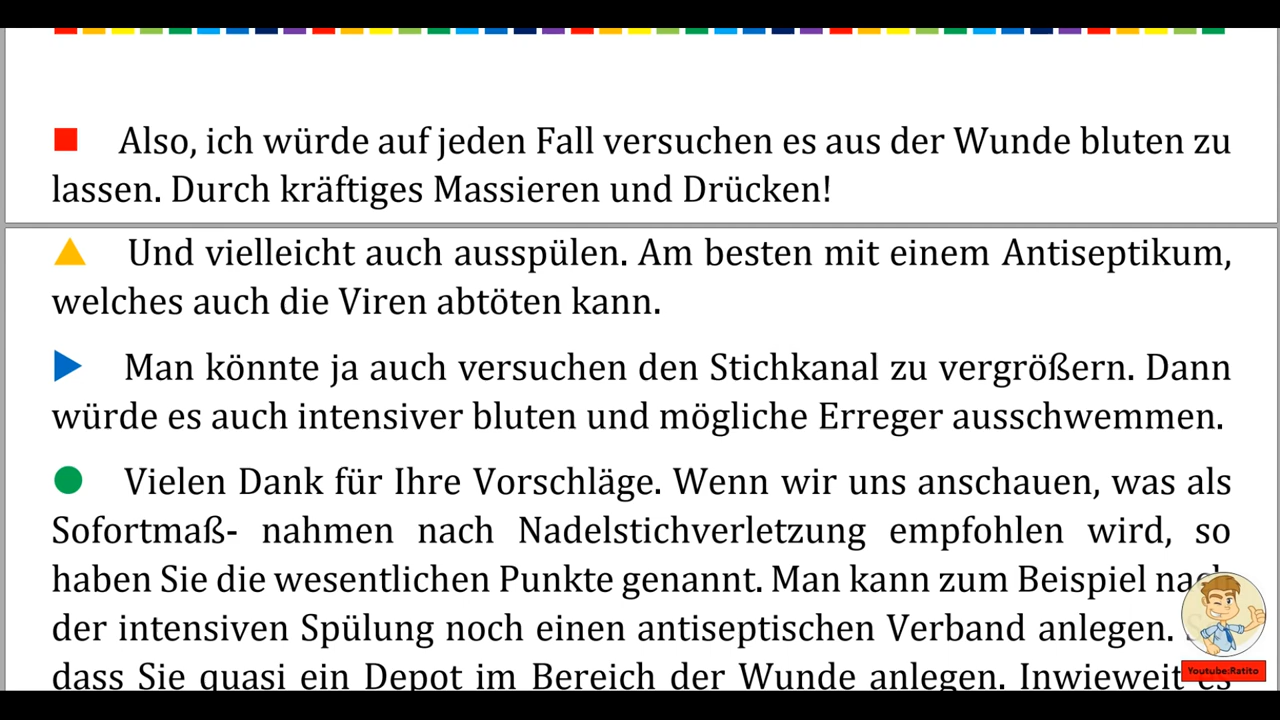 Also, ich würde auf jeden Fall versuchen es aus der Wunde bluten zu
lassen. Durch kräftiges Massieren und Drücken!
Und vielleicht auch ausspülen. Am besten mit einem Antiseptikum,
welches auch die Viren abtöten kann.
Man könnte ja auch versuchen den Stichkanal zu vergrößern. Dann
würde es auch intensiver bluten und mögliche Erreger ausschwemmen.
Vielen Dank für Ihre Vorschläge. Wenn wir uns anschauen, was als
Sofortmaß- nahmen nach Nadelstichverletzung empfohlen wird, so
haben Sie die wesentlichen Punkte genannt. Man kann zum Beispiel nach
der intensiven Spülung noch einen antiseptischen Verband anlegen.
dass Sie quasi ein Depot im Bereich der Wunde anlegen. Inwieweit es
Youtube:Ratito